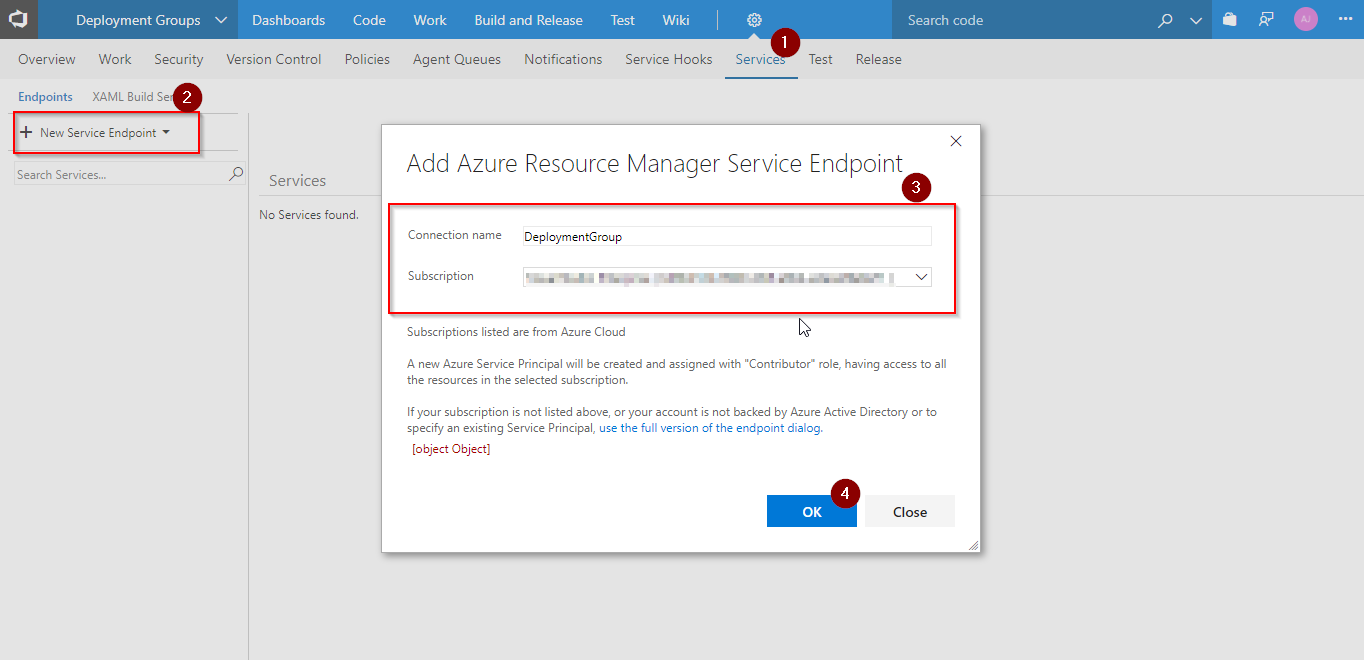 Deployment Groups Dashboards Code Work Build and Release Test Wiki Search code AJ
1
Overview Work Security Version Control Policies Agent Queues Notifications Service Hooks Services Test Release
Endpoints XAML Build
2
New Service Endpoint
Search Services...
Services
No Services found.
Add Azure Resource Manager Service Endpoint
3
Connection name DeploymentGroup
Subscription
Subscriptions listed are from Azure Cloud
A new Azure Service Principal will be created and assigned with "Contributor" role, having access to all
the resources in the selected subscription.
If your subscription is not listed above, or your account is not backed by Azure Active Directory or to
specify an existing Service Principal, use the full version of the endpoint dialog.
[object Object]
4
OK Close